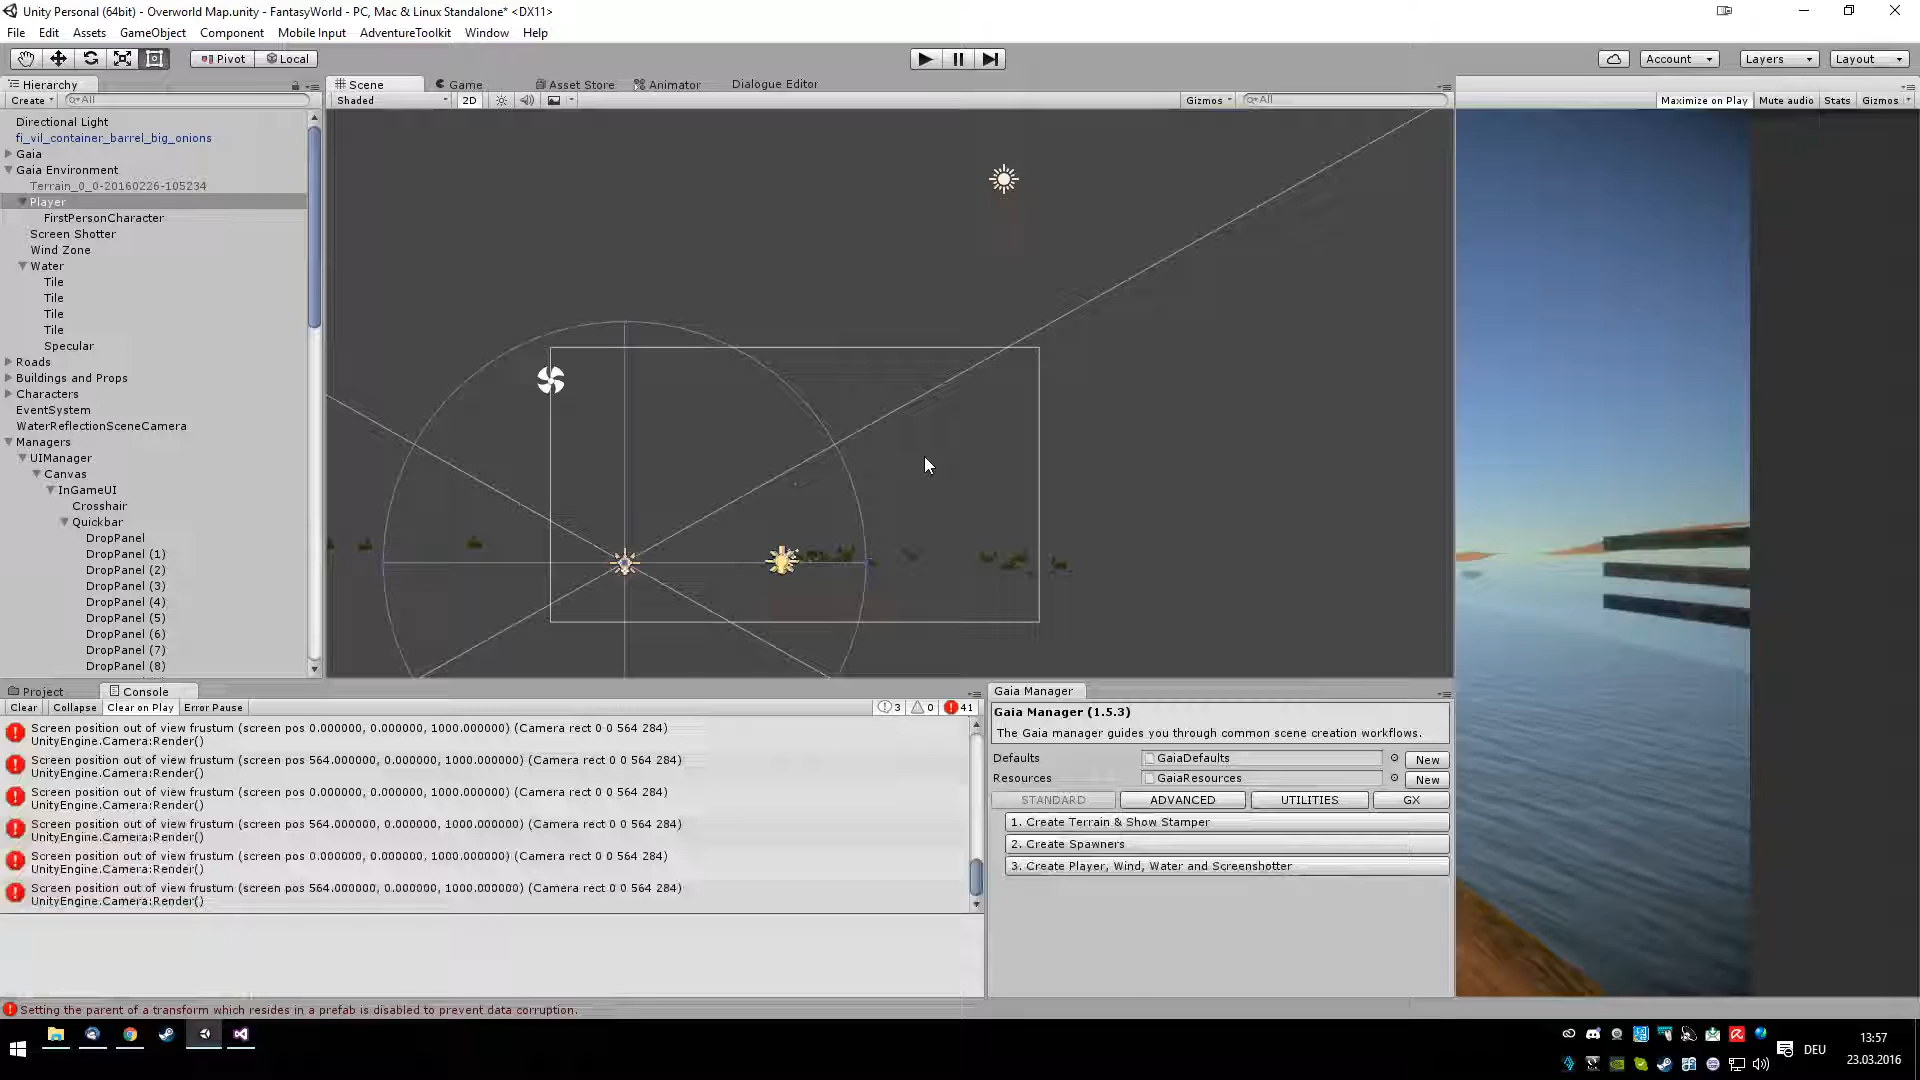 Unity Personal (64bit) - Overworld Map.unity - FantasyWorld - PC, Mac & Linux Standalone* <DX11>
File Edit Assets GameObject Component Mobile Input AdventureToolkit Window Help
Pivot Local Account Layers Layout
Hierarchy Scene Game Asset Store Animator Dialogue Editor
Create All Shaded 2D Gizmos All Maximize on Play Mute audio Stats Gizmos
Directional Light
fi_vil_container_barrel_big_onions
Gaia
Gaia Environment
Terrain_0_0-20160226-105234
Player
FirstPersonCharacter
Screen Shotter
Wind Zone
Water
Tile
Tile
Tile
Tile
Specular
Roads
Buildings and Props
Characters
EventSystem
WaterReflectionSceneCamera
Managers
UIManager
Canvas
InGameUI
Crosshair
Quickbar
DropPanel
DropPanel (1)
DropPanel (2)
DropPanel (3)
DropPanel (4)
DropPanel (5)
DropPanel (6)
DropPanel (7)
DropPanel (8)
Project Console
Clear Collapse Clear on Play Error Pause 3 0 41
Screen position out of view frustum (screen pos 0.000000, 0.000000, 1000.000000) (Camera rect 0 0 564 284)
UnityEngine.Camera:Render()
Screen position out of view frustum (screen pos 564.000000, 0.000000, 1000.000000) (Camera rect 0 0 564 284)
UnityEngine.Camera:Render()
Screen position out of view frustum (screen pos 0.000000, 0.000000, 1000.000000) (Camera rect 0 0 564 284)
UnityEngine.Camera:Render()
Screen position out of view frustum (screen pos 564.000000, 0.000000, 1000.000000) (Camera rect 0 0 564 284)
UnityEngine.Camera:Render()
Screen position out of view frustum (screen pos 0.000000, 0.000000, 1000.000000) (Camera rect 0 0 564 284)
UnityEngine.Camera:Render()
Screen position out of view frustum (screen pos 564.000000, 0.000000, 1000.000000) (Camera rect 0 0 564 284)
UnityEngine.Camera:Render()
Gaia Manager
Gaia Manager (1.5.3)
The Gaia manager guides you through common scene creation workflows.
Defaults GaiaDefaults New
Resources GaiaResources New
STANDARD ADVANCED UTILITIES GX
1. Create Terrain & Show Stamper
2. Create Spawners
3. Create Player, Wind, Water and Screenshotter
Setting the parent of a transform which resides in a prefab is disabled to prevent data corruption.
DEU
13:57
23.03.2016